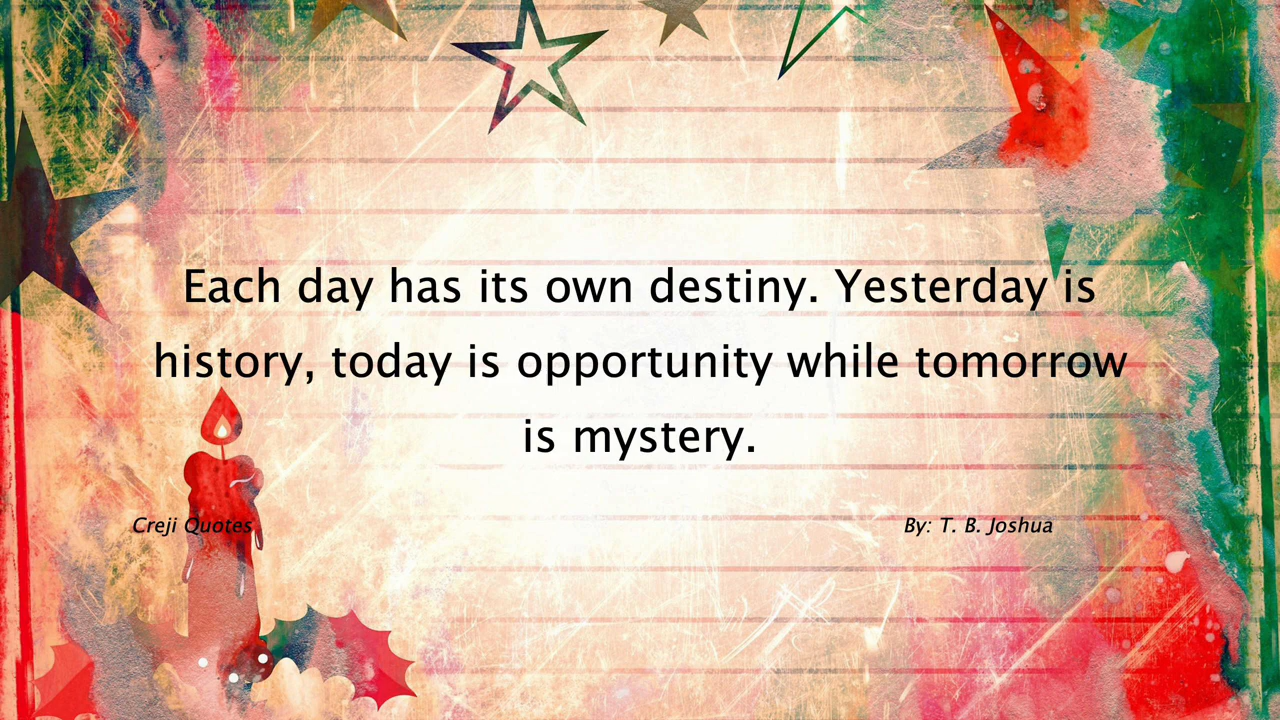 Each day has its own destiny. Yesterday is
history, today is opportunity while tomorrow
is mystery.
Creji Quotes
By: T. B. Joshua